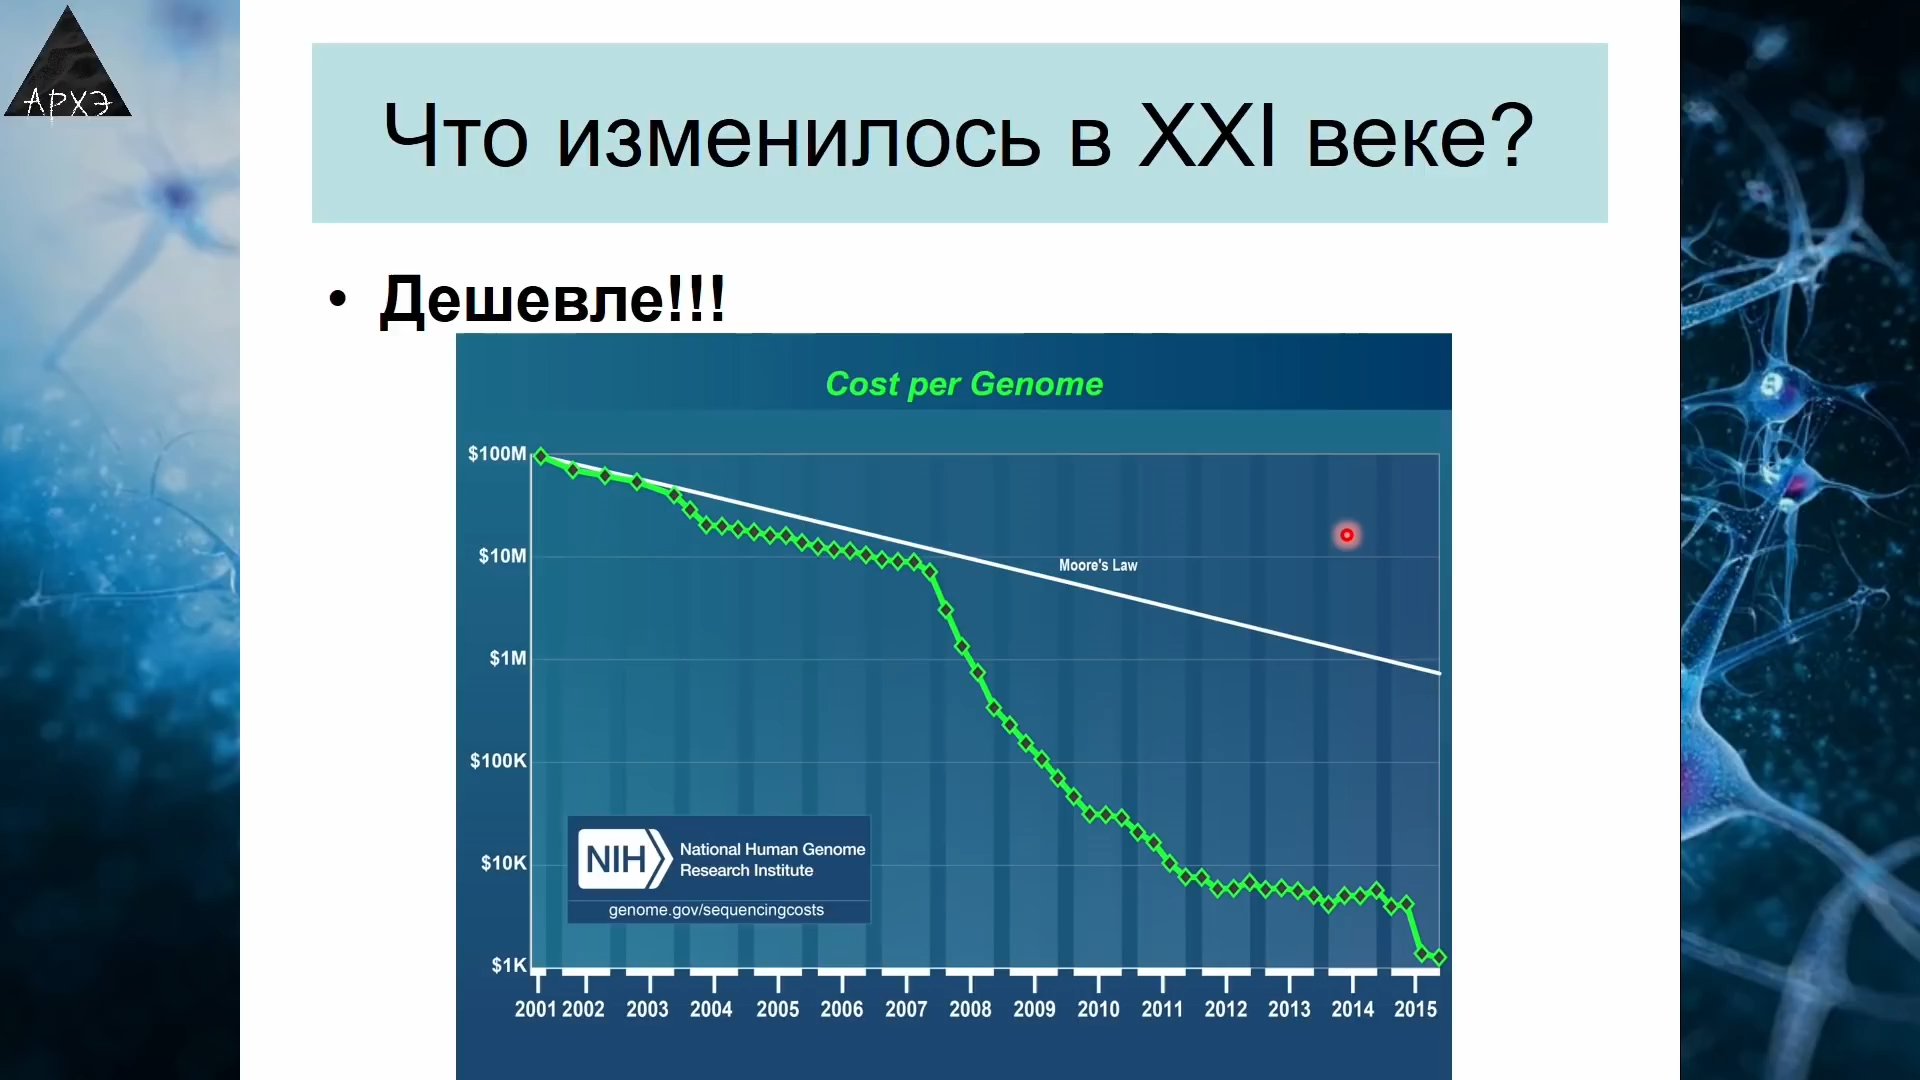 АРХЭ
Что изменилось в XXI веке?
• Дешевле!!!
Cost per Genome
$100M
$10M
Moore's Law
$1M
$100K
$10K
$1K
NIH National Human Genome
Research Institute
genome.gov/sequencingcosts
2001 2002 2003 2004 2005 2006 2007 2008 2009 2010 2011 2012 2013 2014 2015